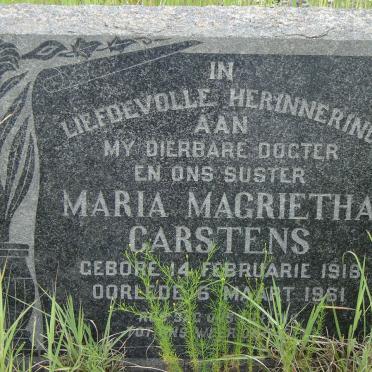 IN
LIEFDEVOLLE HERINNERING
AAN
MY DIERBARE DOGTER
EN ONS SUSTER
MARIA MAGRIETHA
CARSTENS
GEBORE 14 FEBRUARIE 1919
OORLEDE 6 MAART 1961